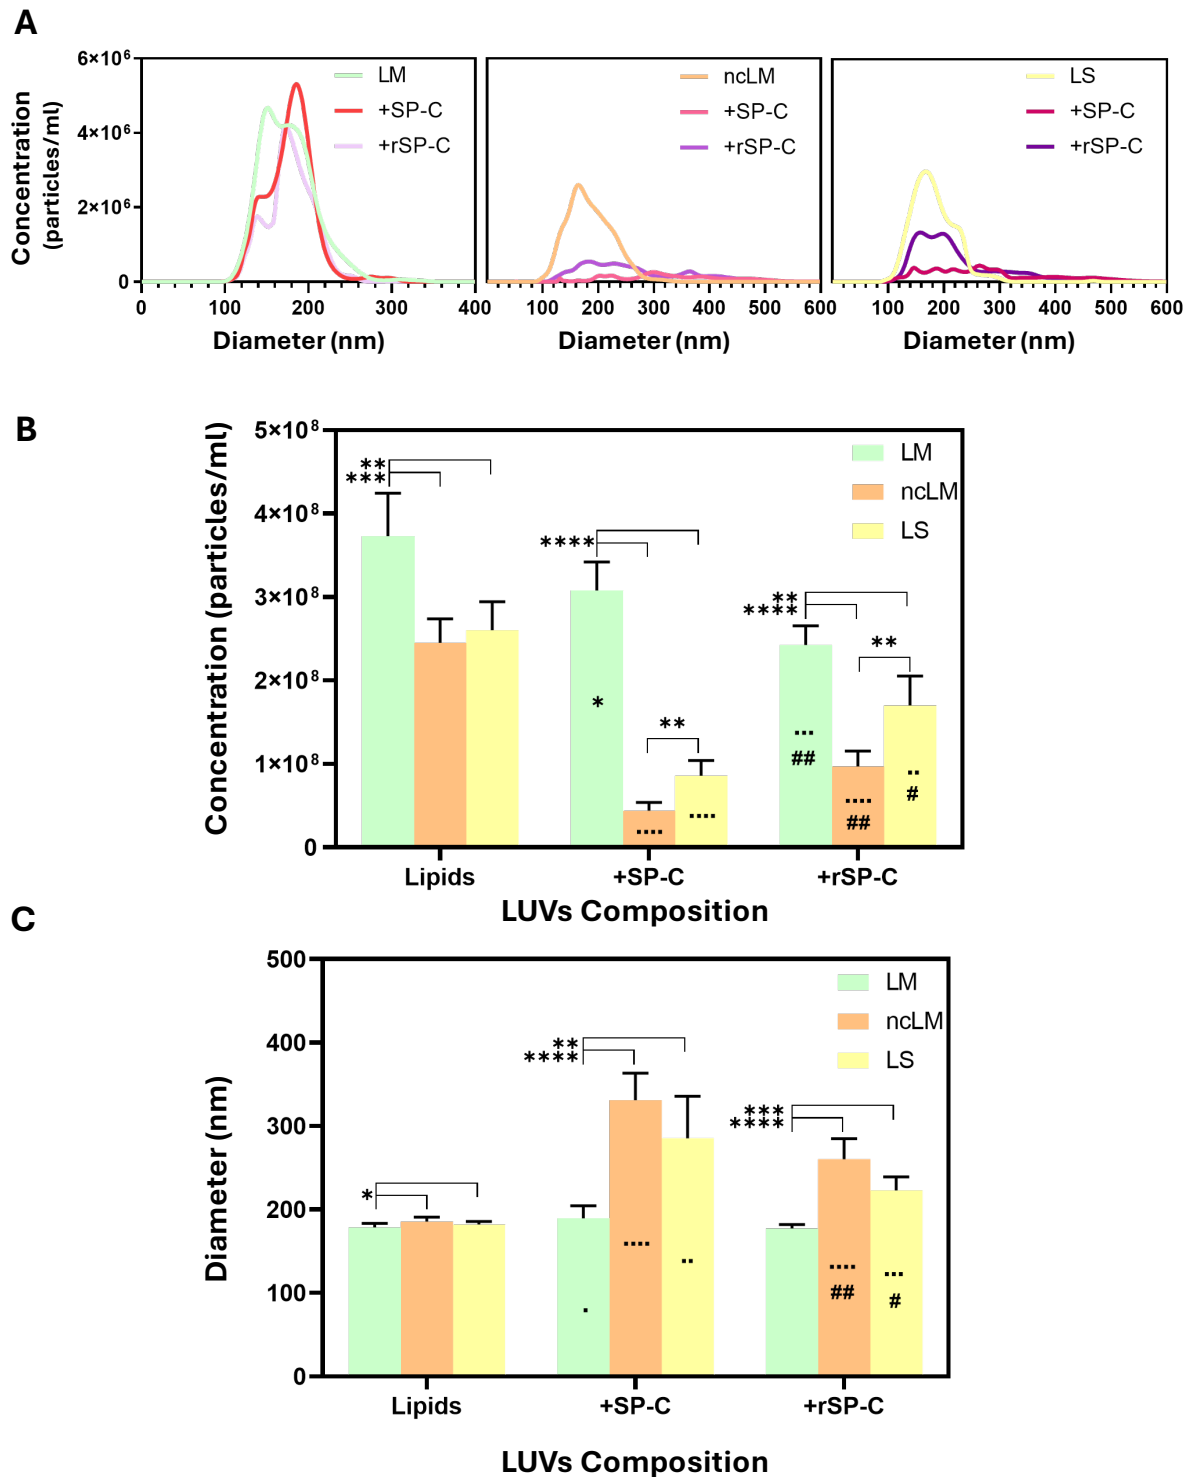 A
6×10⁶
4×10⁶
2×10⁶
0
Concentration
(particles/ml)
LM
+SP-C
+rSP-C
0 100 200 300 400
Diameter (nm)
ncLM
+SP-C
+rSP-C
100 200 300 400 500 600
Diameter (nm)
LS
+SP-C
+rSP-C
100 200 300 400 500 600
Diameter (nm)
B
Concentration (particles/ml)
5×10⁸
4×10⁸
3×10⁸
2×10⁸
1×10⁸
0
LM
ncLM
LS
**
***
****
*
**
....
....
**
****
**
...
##
....
##
..
#
Lipids +SP-C +rSP-C
LUVs Composition
C
Diameter (nm)
500
400
300
200
100
0
LM
ncLM
LS
*
**
****
.
....
..
***
****
....
##
...
#
Lipids +SP-C +rSP-C
LUVs Composition